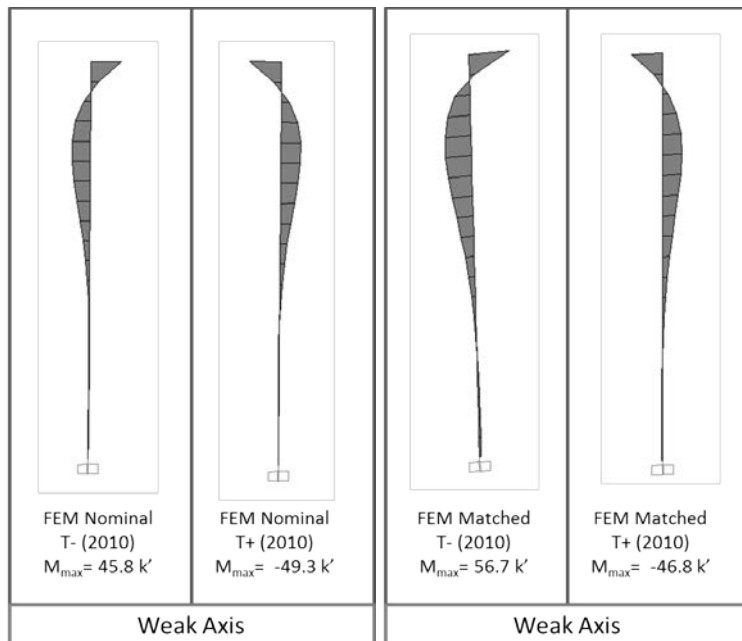 FEM Nominal
T- (2010)
Mmax= 45.8 k’
FEM Nominal
T+ (2010)
Mmax= -49.3 k’
FEM Matched
T- (2010)
Mmax= 56.7 k’
FEM Matched
T+ (2010)
Mmax= -46.8 k’
Weak Axis
Weak Axis